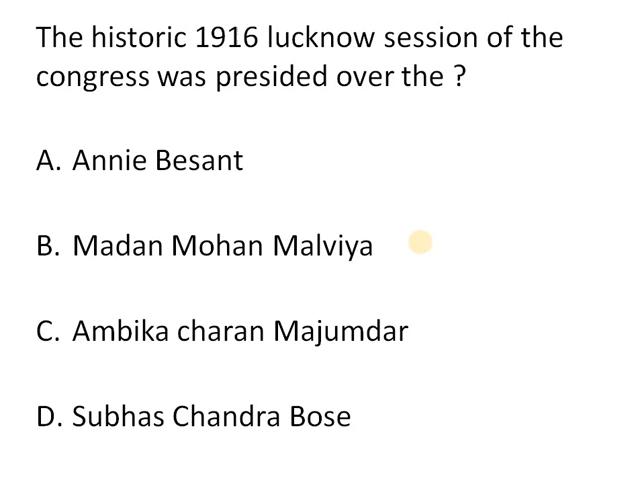 The historic 1916 lucknow session of the
congress was presided over the ?
A. Annie Besant
B. Madan Mohan Malviya
C. Ambika charan Majumdar
D. Subhas Chandra Bose